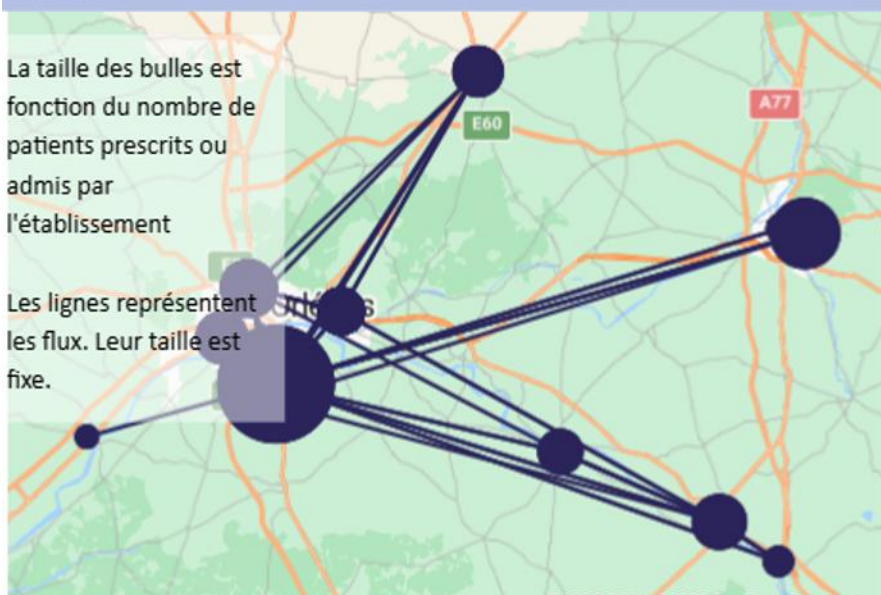 La taille des bulles est
fonction du nombre de
patients prescrits ou
admis par
l'établissement
E60
A77
Les lignes représentent
les flux. Leur taille est
fixe.